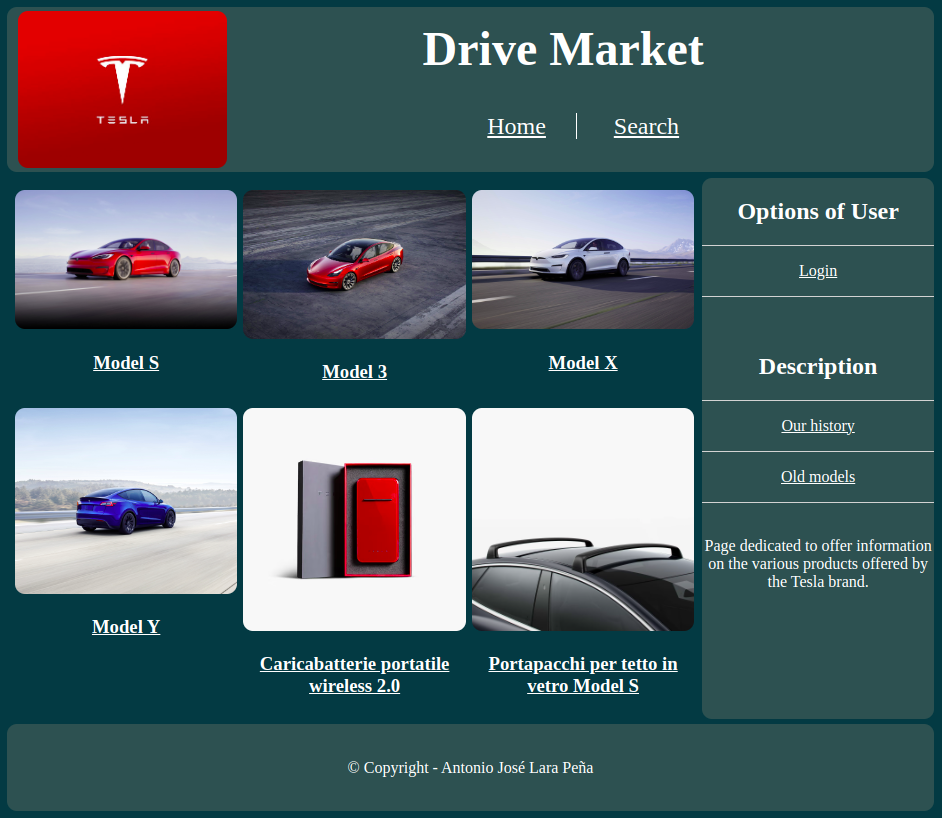 TESLA
Drive Market
Home
Search
Model S
Model 3
Model X
Model Y
Caricabatterie portatile
wireless 2.0
Portapacchi per tetto in
vetro Model S
Options of User
Login
Description
Our history
Old models
Page dedicated to offer information
on the various products offered by
the Tesla brand.
© Copyright - Antonio José Lara Peña